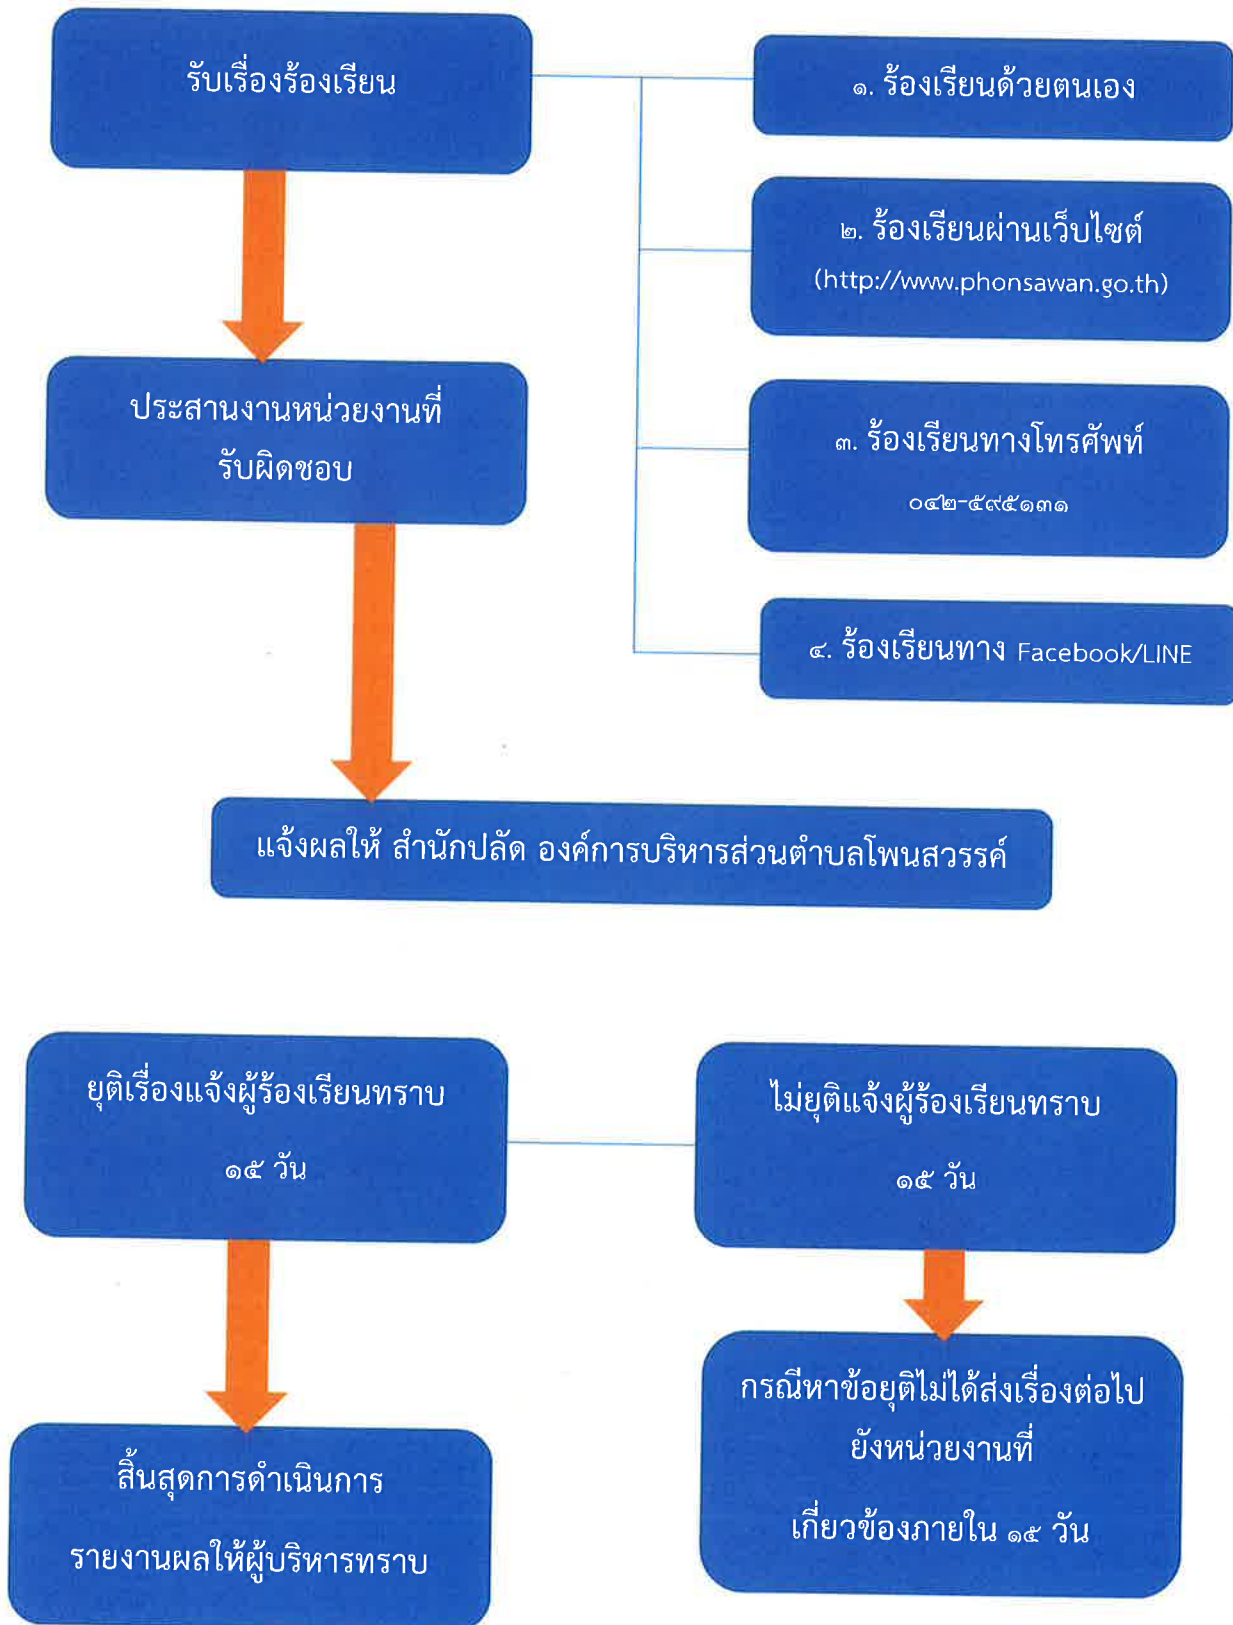 รับเรื่องร้องเรียน
๑. ร้องเรียนด้วยตนเอง
๒. ร้องเรียนผ่านเว็บไซต์
(http://www.phonsawan.go.th)
ประสานงานหน่วยงานที่
รับผิดชอบ
๓. ร้องเรียนทางโทรศัพท์
๐๔๒-๕๙๕๑๓๑
๔. ร้องเรียนทาง Facebook/LINE
แจ้งผลให้ สำนักปลัด องค์การบริหารส่วนตำบลโพนสวรรค์
ยุติเรื่องแจ้งผู้ร้องเรียนทราบ
๑๕ วัน
ไม่ยุติแจ้งผู้ร้องเรียนทราบ
๑๕ วัน
สิ้นสุดการดำเนินการ
รายงานผลให้ผู้บริหารทราบ
กรณีหาข้อยุติไม่ได้ส่งเรื่องต่อไป
ยังหน่วยงานที่
เกี่ยวข้องภายใน ๑๕ วัน